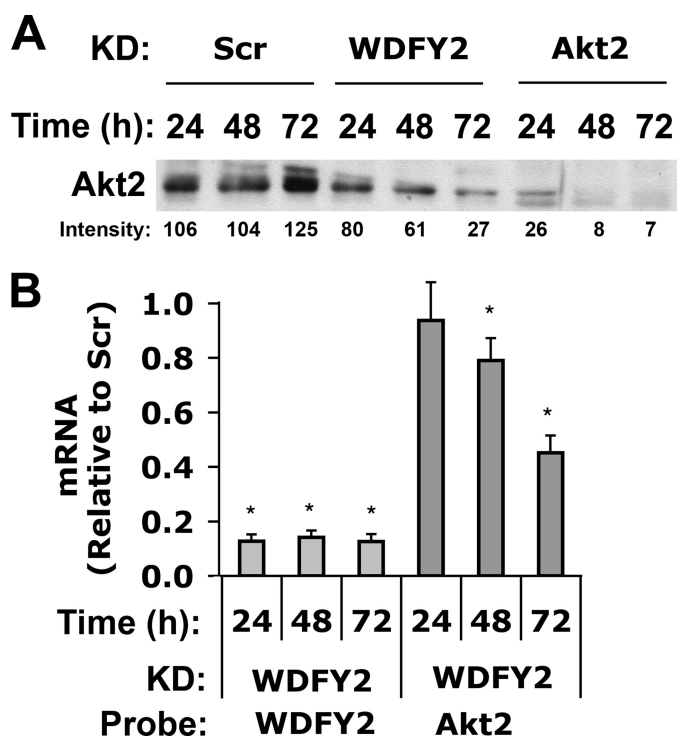 A
KD: Scr WDFY2 Akt2
Time (h): 24 48 72 24 48 72 24 48 72
Akt2
Intensity: 106 104 125 80 61 27 26 8 7
B
mRNA
(Relative to Scr)
1.0
0.8
0.6
0.4
0.2
0.0
* * * * *
Time (h): 24 48 72 24 48 72
KD: WDFY2 WDFY2
Probe: WDFY2 Akt2